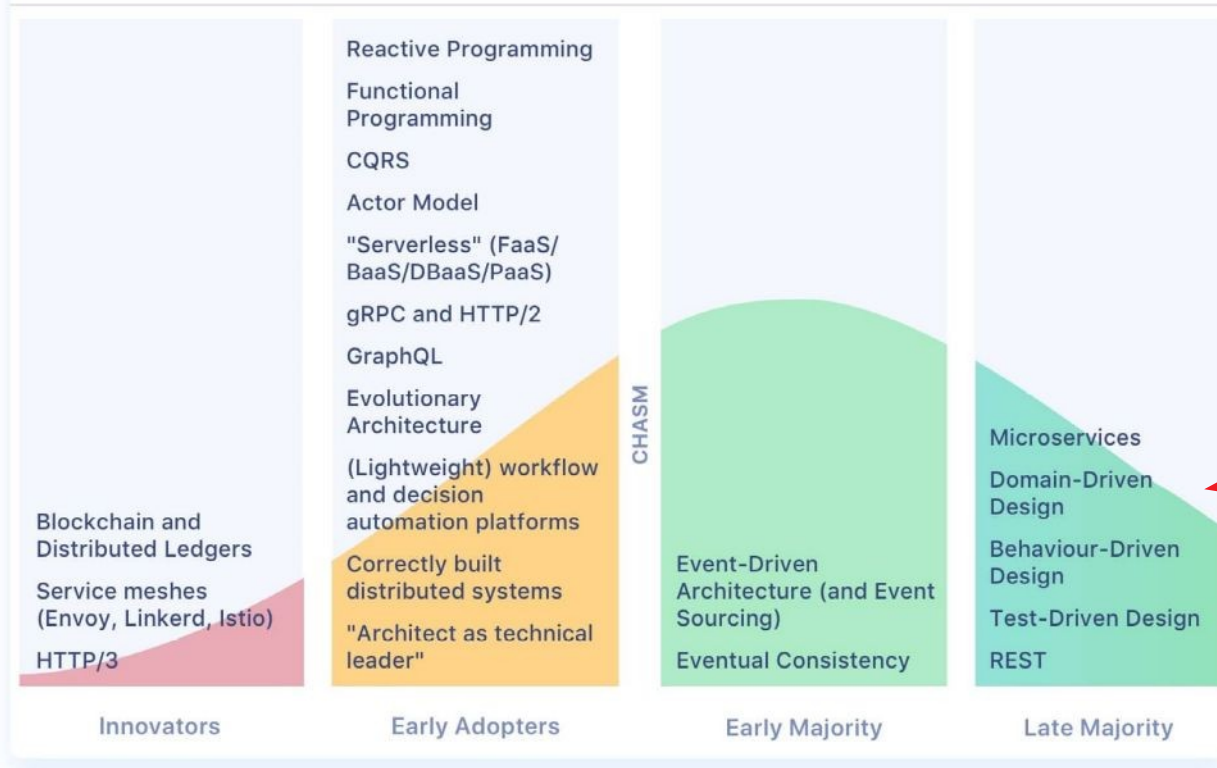 Blockchain and
Distributed Ledgers
Service meshes
(Envoy, Linkerd, Istio)
HTTP/3
Innovators
Reactive Programming
Functional
Programming
CQRS
Actor Model
"Serverless" (FaaS/
BaaS/DBaaS/PaaS)
gRPC and HTTP/2
GraphQL
Evolutionary
Architecture
(Lightweight) workflow
and decision
automation platforms
Correctly built
distributed systems
"Architect as technical
leader"
Early Adopters
CHASM
Event-Driven
Architecture (and Event
Sourcing)
Eventual Consistency
Early Majority
Microservices
Domain-Driven
Design
Behaviour-Driven
Design
Test-Driven Design
REST
Late Majority